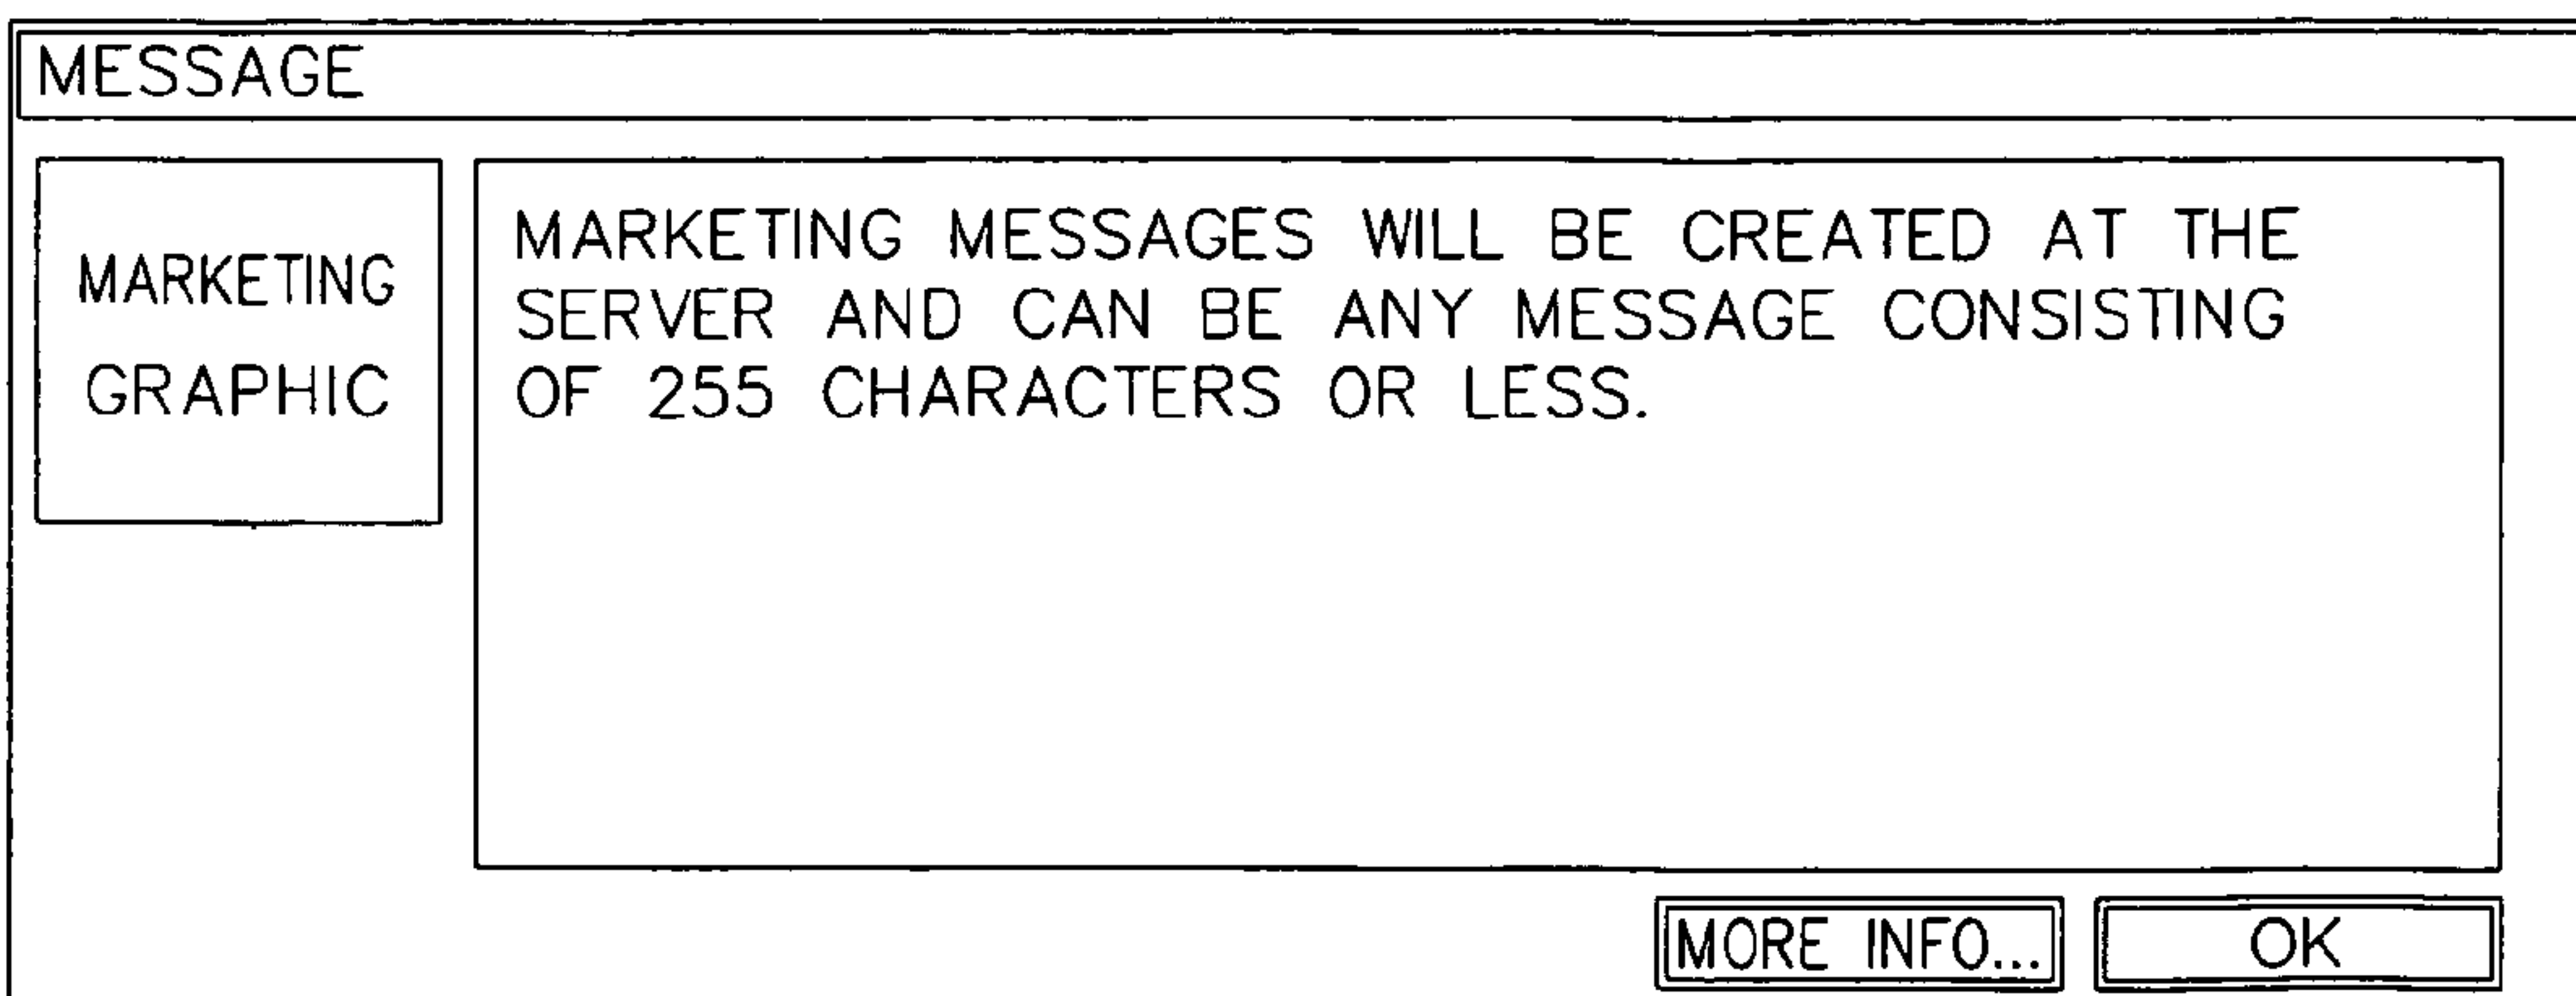 MESSAGE
MARKETING
GRAPHIC
MARKETING MESSAGES WILL BE CREATED AT THE
SERVER AND CAN BE ANY MESSAGE CONSISTING
OF 255 CHARACTERS OR LESS.
MORE INFO...
OK